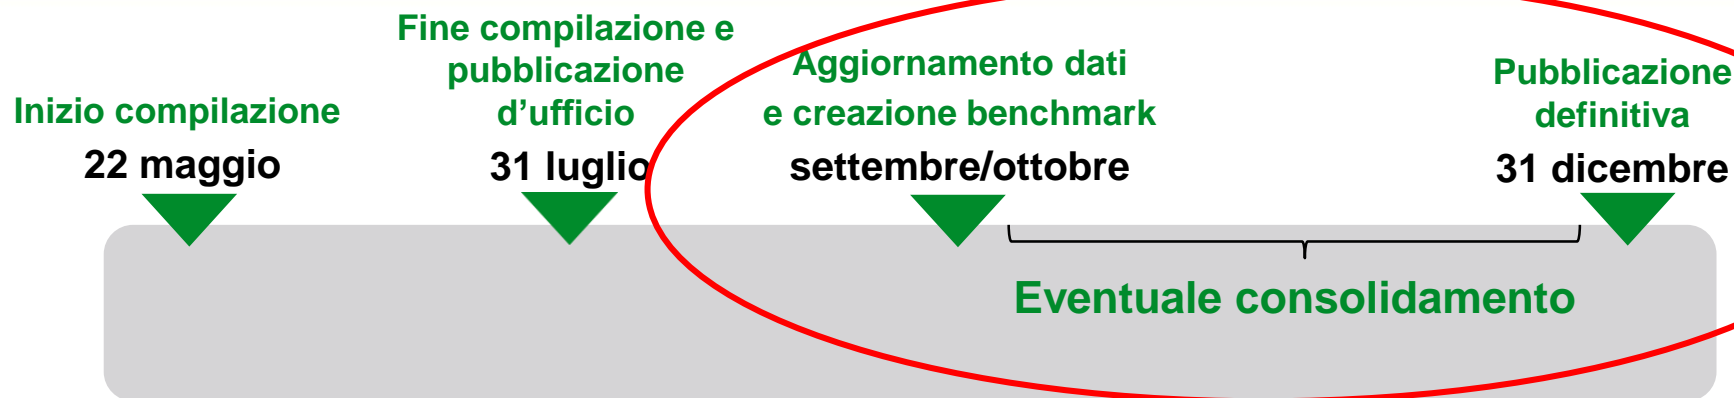 Inizio compilazione
22 maggio
Fine compilazione e
pubblicazione
d'ufficio
31 luglio
Aggiornamento dati
e creazione benchmark
settembre/ottobre
Pubblicazione
definitiva
31 dicembre
Eventuale consolidamento